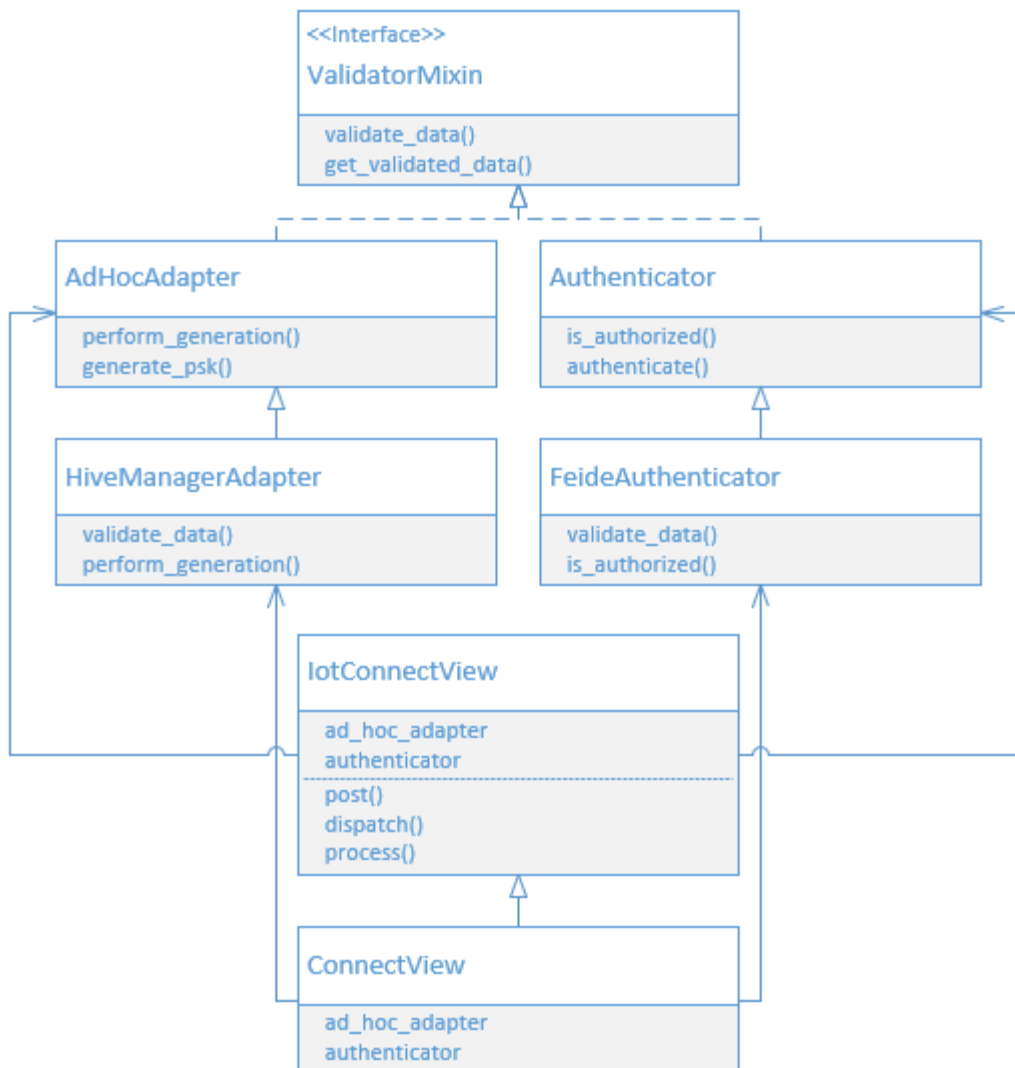 <<Interface>>
ValidatorMixin
validate_data()
get_validated_data()
AdHocAdapter
perform_generation()
generate_psk()
Authenticator
is_authorized()
authenticate()
HiveManagerAdapter
validate_data()
perform_generation()
FeideAuthenticator
validate_data()
is_authorized()
IotConnectView
ad_hoc_adapter
authenticator
post()
dispatch()
process()
ConnectView
ad_hoc_adapter
authenticator